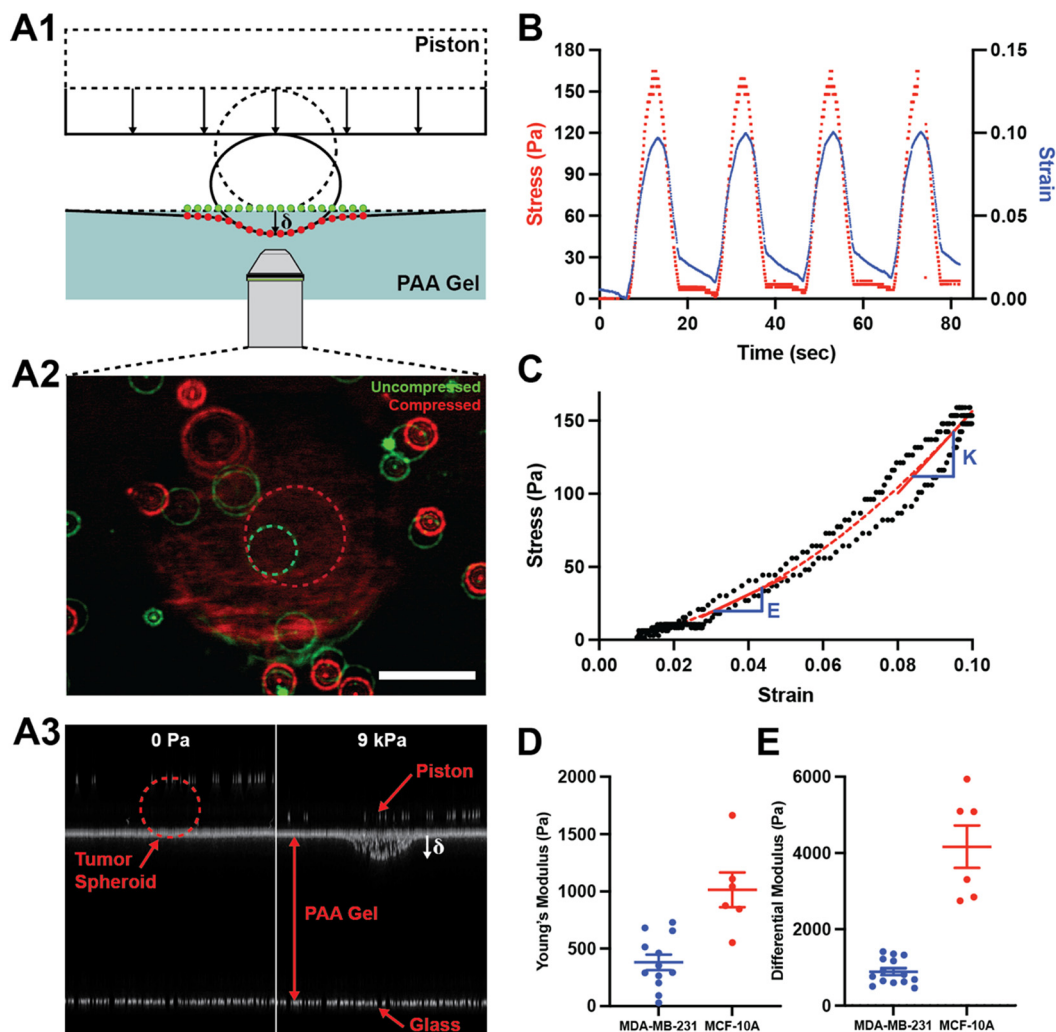 A1
Piston
δ
PAA Gel
A2
Uncompressed
Compressed
A3
0 Pa
9 kPa
Piston
δ
Tumor
Spheroid
PAA Gel
Glass
B
Stress (Pa)
180
150
120
90
60
30
0
0.15
0.10
0.05
0.00
Strain
0
20
40
60
80
Time (sec)
C
Stress (Pa)
150
100
50
0
K
E
0.00
0.02
0.04
0.06
0.08
0.10
Strain
D
Young's Modulus (Pa)
2000
1500
1000
500
0
MDA-MB-231
MCF-10A
E
Differential Modulus (Pa)
6000
4000
2000
0
MDA-MB-231
MCF-10A